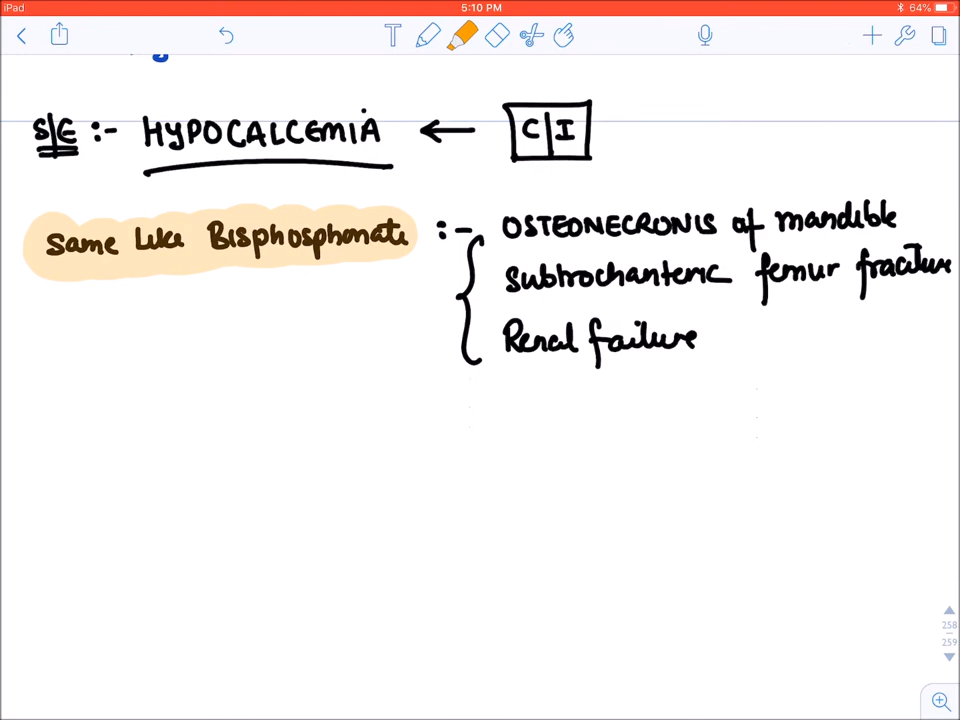 iPad 5:10 PM 64%
S/E :- HYPOCALCEMIA ← C|I
Same Like Bisphosphonate :- OSTEONECRONIS of mandible
Subtrochanteric femur fracture
Renal failure
258
259